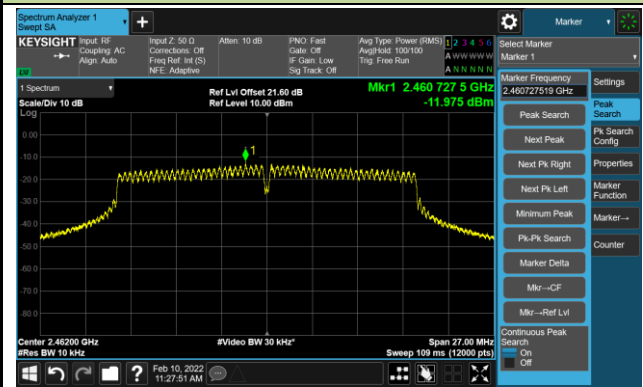 Spectrum Analyzer 1
Swept SA
+
Marker
KEYSIGHT
Input: RF
Coupling: AC
Align: Auto
Input Z: 50 Ω
Corrections: Off
Freq Ref: Int (S)
NFE: Adaptive
Atten: 10 dB
PNO: Fast
Gate: Off
IF Gain: Low
Sig Track: Off
Avg Type: Power (RMS)
Avg|Hold: 100/100
Trig: Free Run
1 2 3 4 5 6
A W W W W W
A N N N N N
Select Marker
Marker 1
1 Spectrum
Scale/Div 10 dB
Log
Ref Lvl Offset 21.60 dB
Ref Level 10.00 dBm
Mkr1 2.460 727 5 GHz
-11.975 dBm
0.00
-10.0
-20.0
-30.0
-40.0
-50.0
-60.0
-70.0
-80.0
1
Center 2.46200 GHz
#Res BW 10 kHz
#Video BW 30 kHz*
Span 27.00 MHz
Sweep 109 ms (12000 pts)
Marker Frequency
2.460727519 GHz
Peak Search
Next Peak
Next Pk Right
Next Pk Left
Minimum Peak
Pk-Pk Search
Marker Delta
Mkr→CF
Mkr→Ref Lvl
Continuous Peak
Search
On
Off
Settings
Peak
Search
Pk Search
Config
Properties
Marker
Function
Marker→
Counter
?
Feb 10, 2022
11:27:51 AM